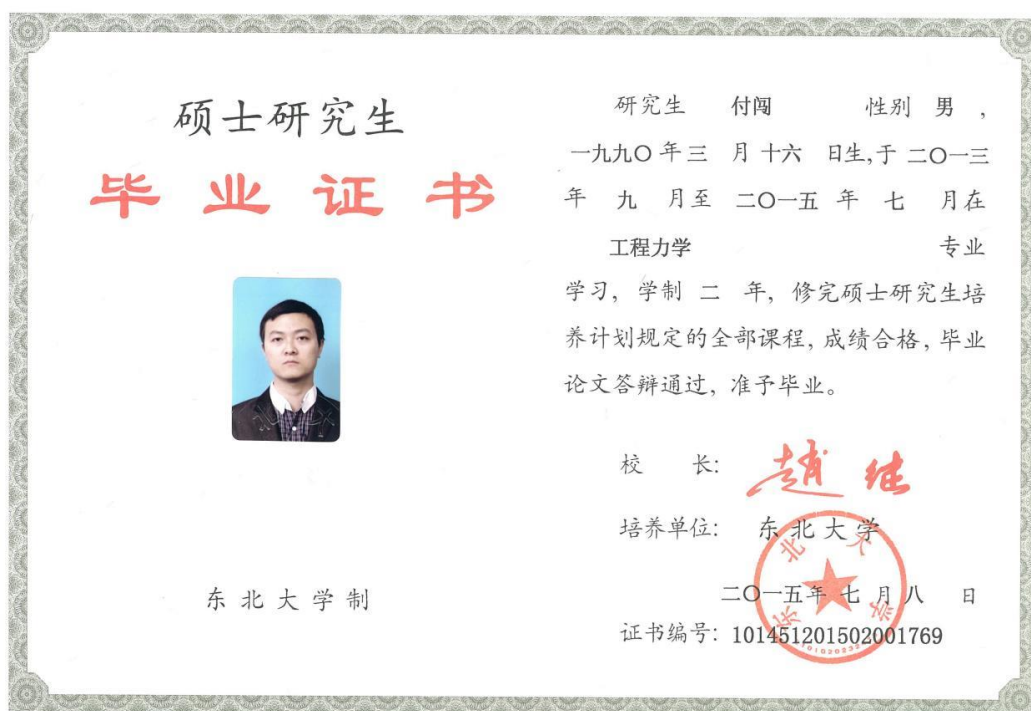 硕士研究生
毕业证书
东北大学制
研究生 付闯 性别 男 ,
一九九〇年三 月十六 日生,于 二〇一三
年 九 月至 二〇一五 年 七 月在
工程力学 专业
学习, 学制 二 年, 修完硕士研究生培
养计划规定的全部课程, 成绩合格, 毕业
论文答辩通过, 准予毕业。
校 长: 赵继
培养单位: 东北大学
东北大学
二〇一五年 七 月 八 日
证书编号: 101451201502001769